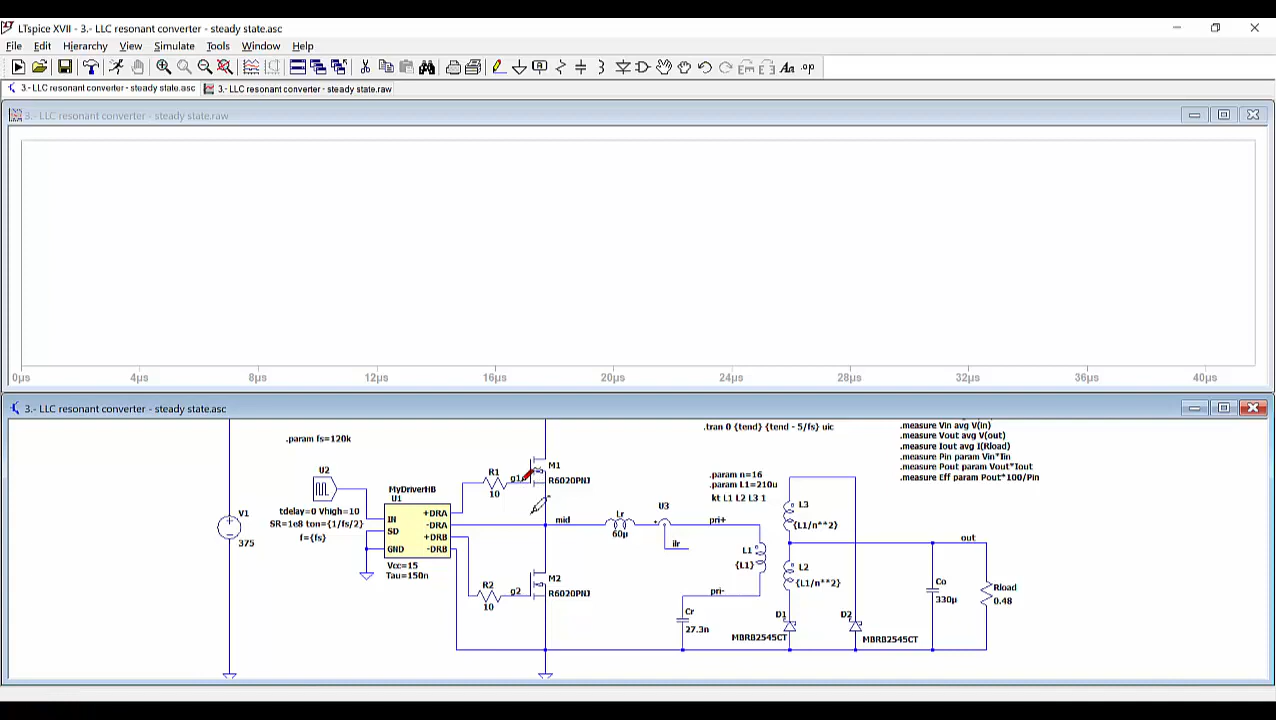 LTspice XVII - 3.- LLC resonant converter - steady state.asc
File Edit Hierarchy View Simulate Tools Window Help
Aa .op
3.- LLC resonant converter - steady state.asc 3.- LLC resonant converter - steady state.raw
3.- LLC resonant converter - steady state.raw
0µs 4µs 8µs 12µs 16µs 20µs 24µs 28µs 32µs 36µs 40µs
3.- LLC resonant converter - steady state.asc
.param fs=120k
.tran 0 {tend} {tend - 5/fs} uic
.measure Vin avg V(in)
.measure Vout avg V(out)
.measure Iout avg I(Rload)
.measure Pin param Vin*Iin
.measure Pout param Vout*Iout
.measure Eff param Pout*100/Pin
U2
tdelay=0 Vhigh=10
SR=1e8 ton={1/fs/2}
f={fs}
V1
375
MyDriverHB
U1
IN
SD
GND
+DRA
-DRA
+DRB
-DRB
Vcc=15
Tau=150n
R1
10
g1
M1
R6020PNJ
R2
10
g2
M2
R6020PNJ
mid
Lr
60µ
U3
ilr
pri+
.param n=16
.param L1=210u
kt L1 L2 L3 1
L1
{L1}
pri-
Cr
27.3n
L3
{L1/n**2}
L2
{L1/n**2}
D1
MBRB2545CT
D2
MBRB2545CT
out
Co
330µ
Rload
0.48